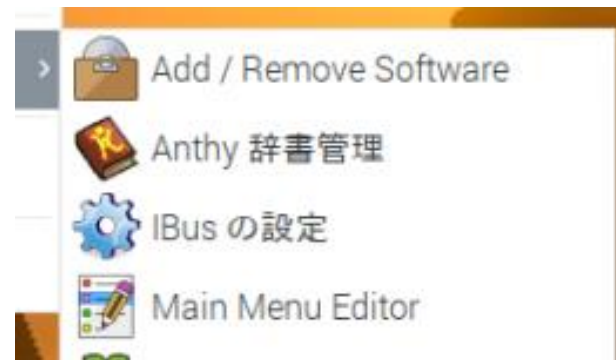 Add / Remove Software
Anthy 辞書管理
IBus の設定
Main Menu Editor